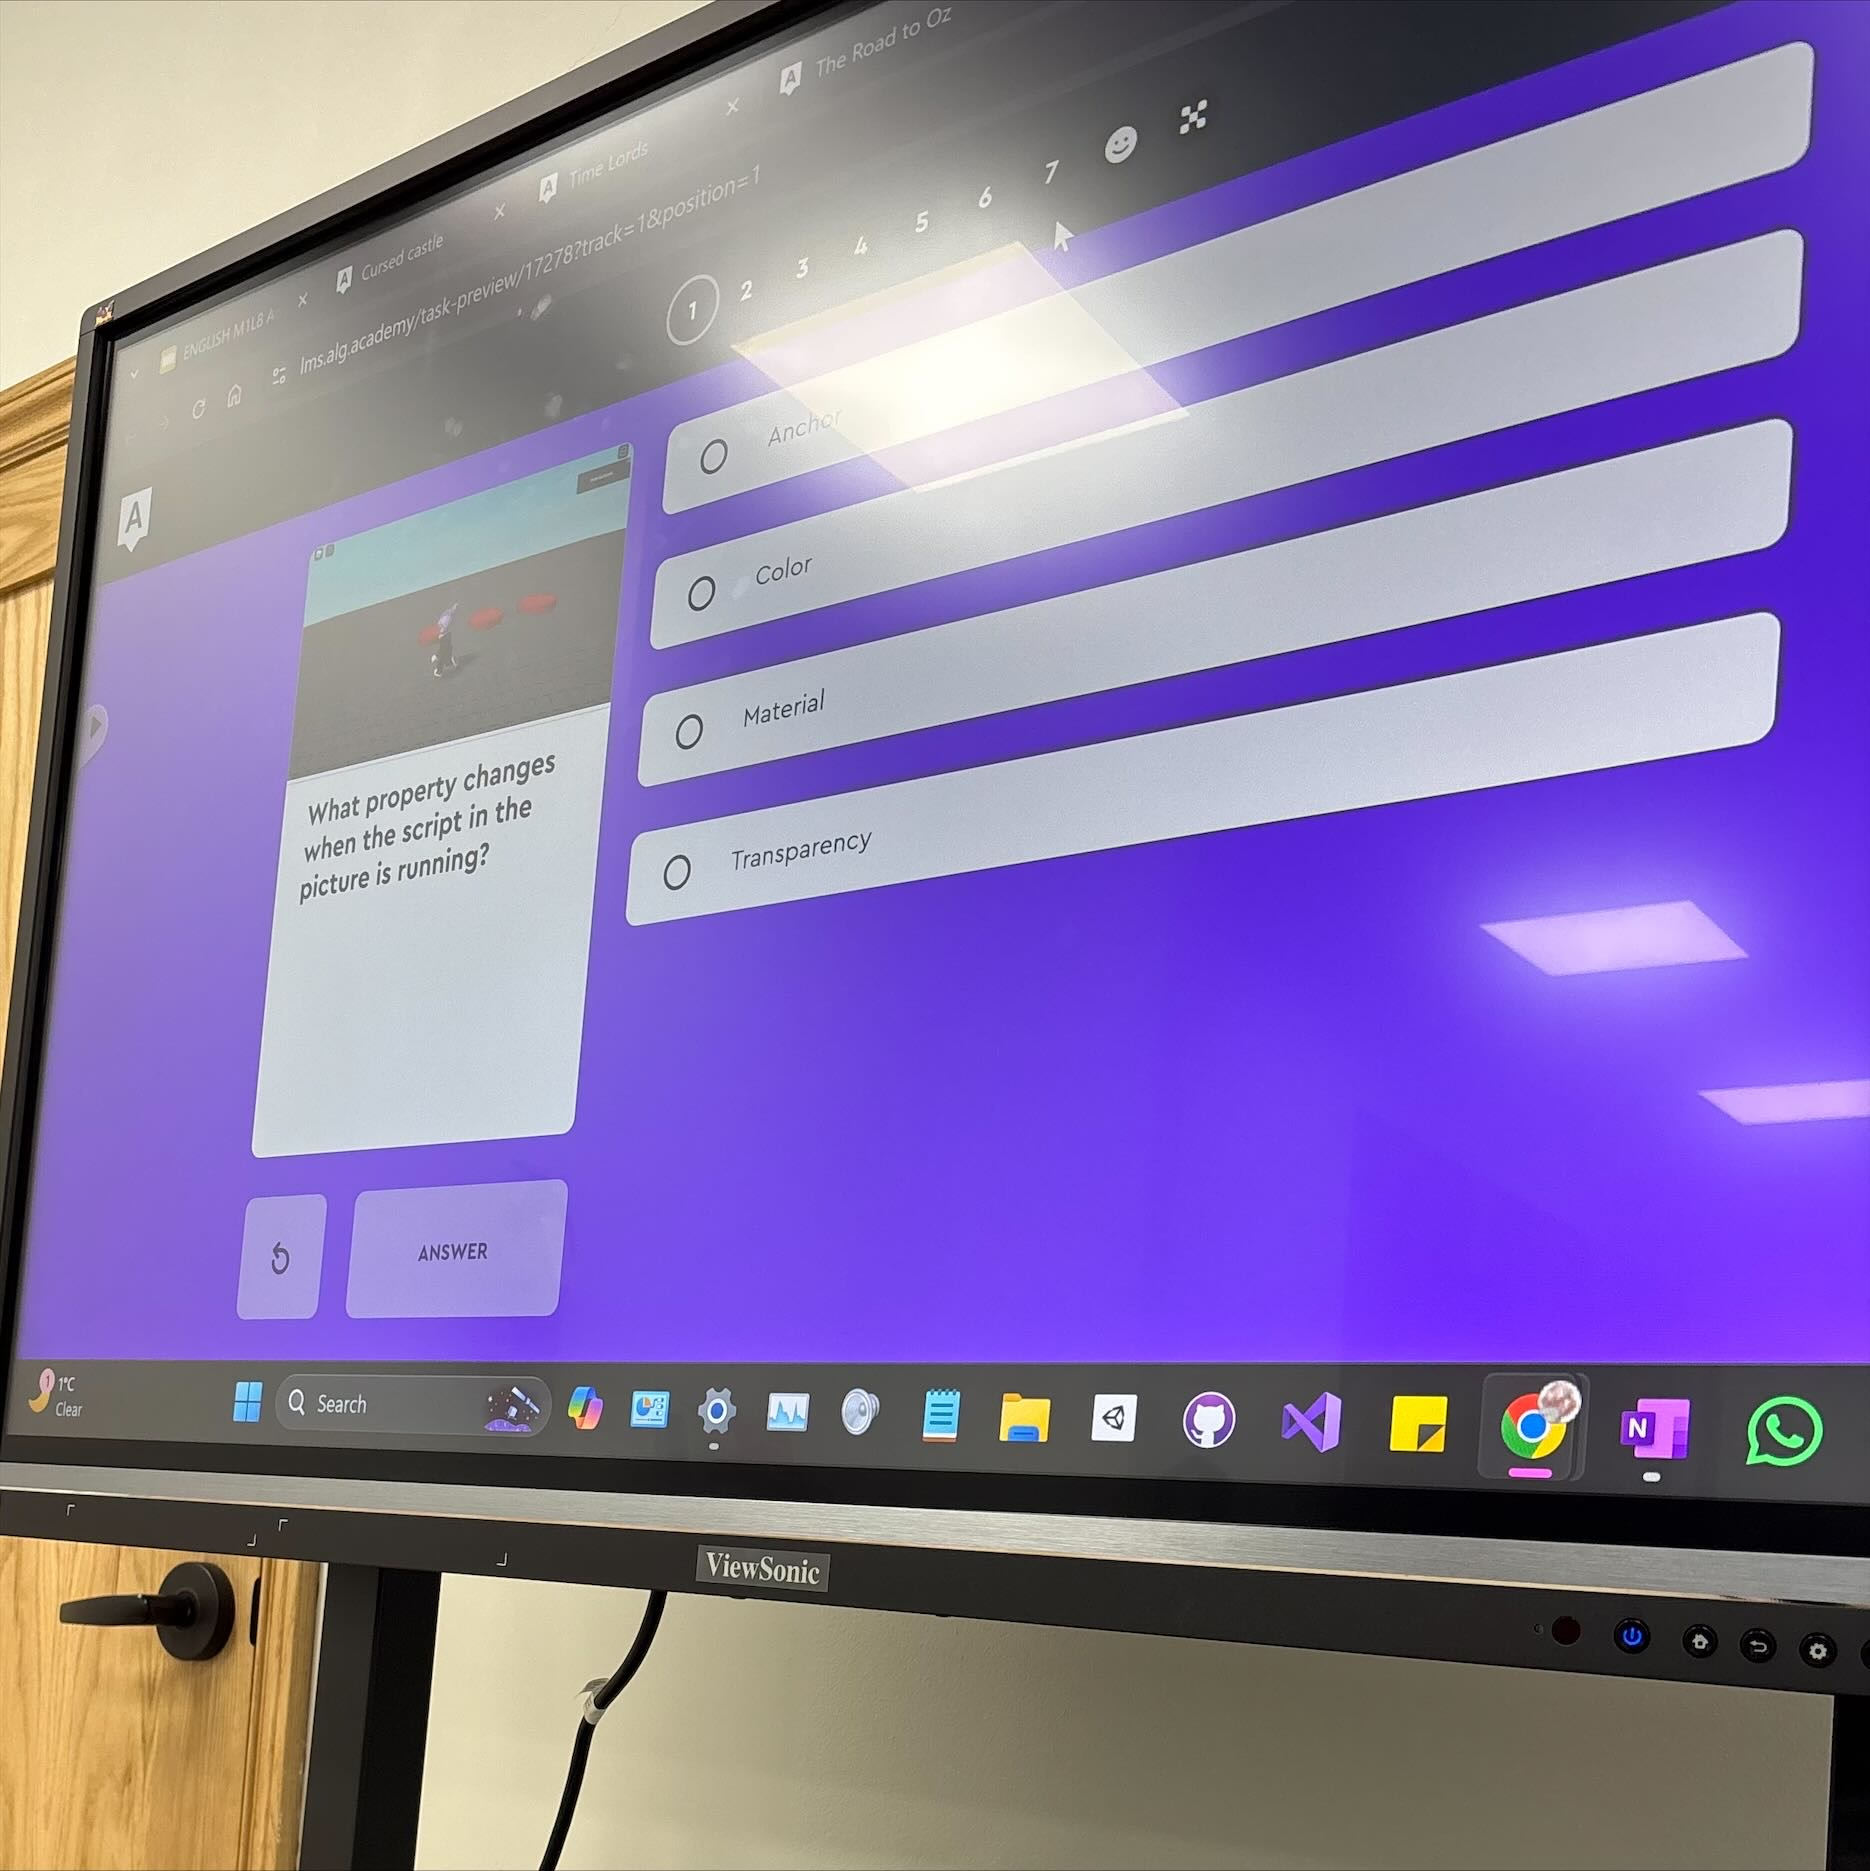 ENGLISH M1L8 A
Cursed castle
Time Lords
The Road to Oz
lms.alg.academy/task-preview/17278?track=1&position=1
1 2 3 4 5 6 7
A
What property changes
when the script in the
picture is running?
Anchor
Color
Material
Transparency
ANSWER
1
1°C
Clear
Search
N
ViewSonic